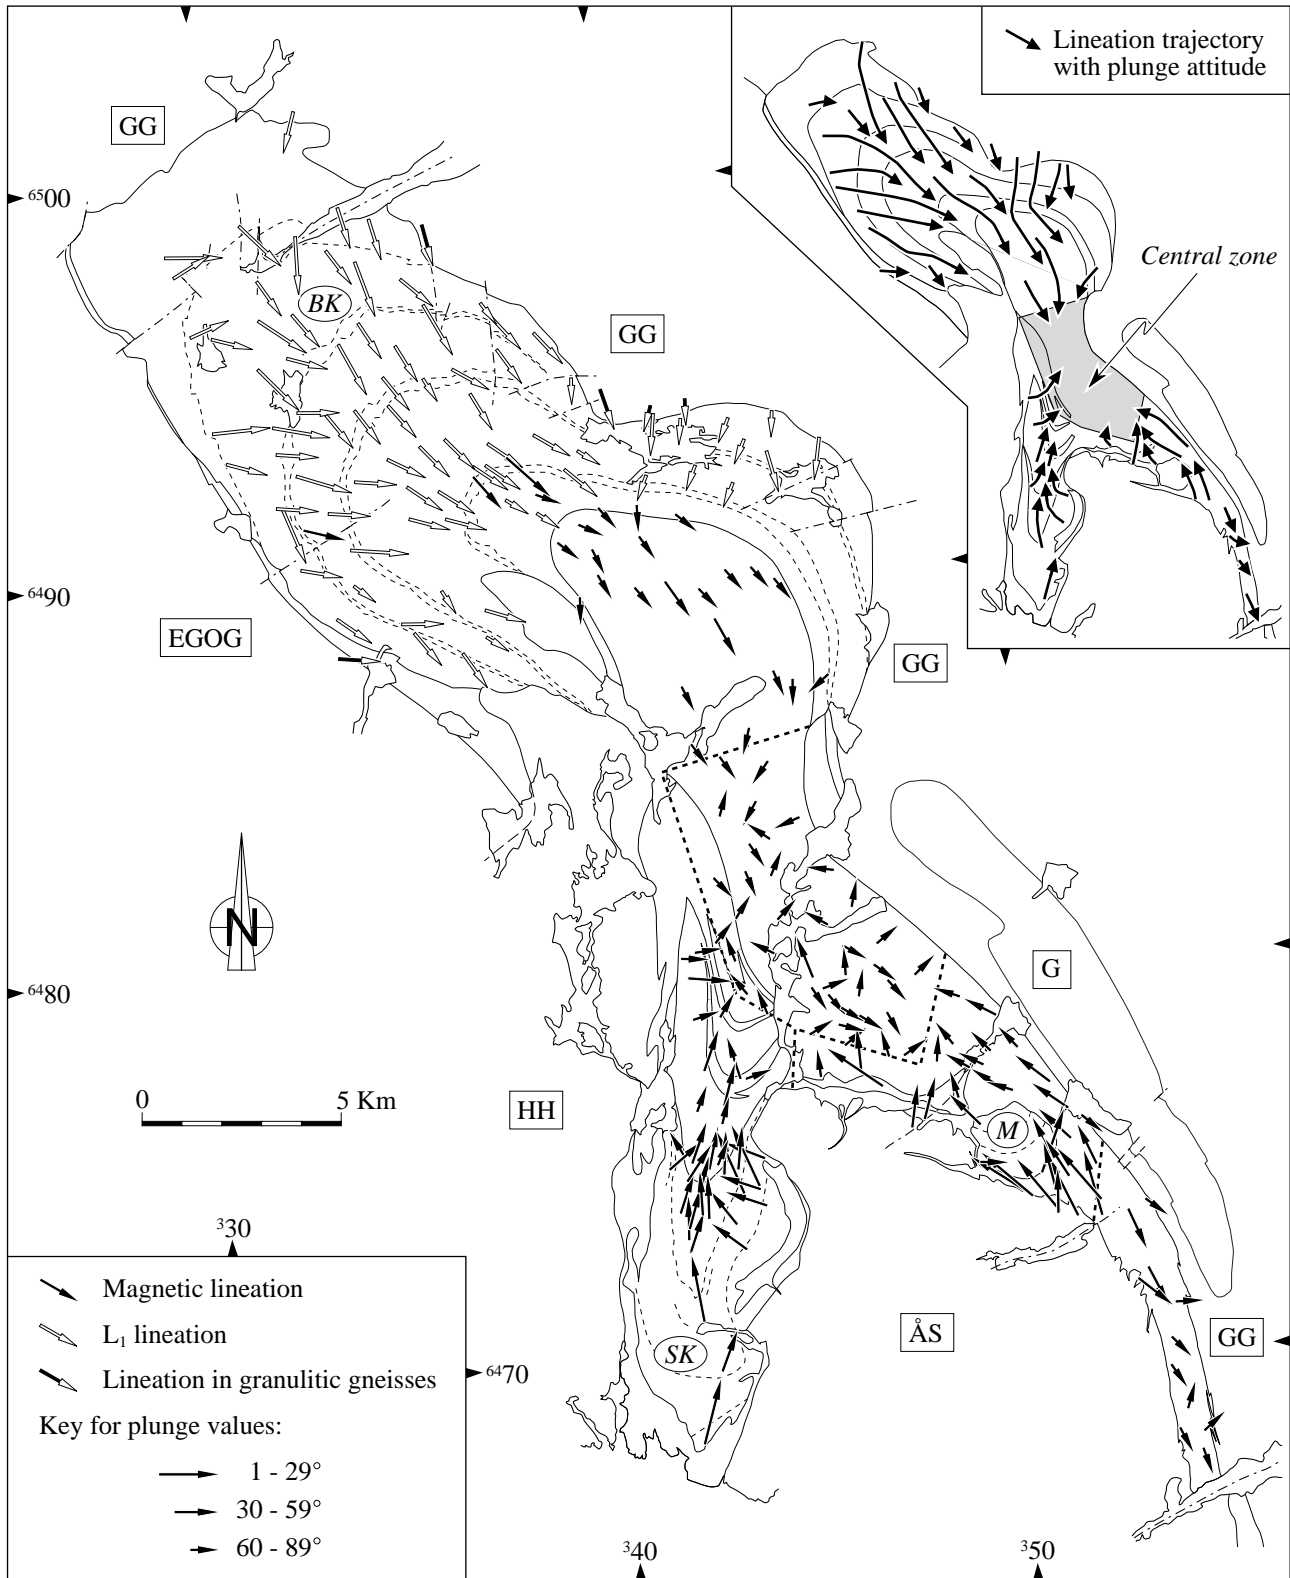 Lineation trajectory
with plunge attitude
GG
6500
BK
Central zone
GG
6490
EGOG
GG
N
G
6480
0 5 Km
HH
M
330
Magnetic lineation
L1 lineation
Lineation in granulitic gneisses
Key for plunge values:
1 - 29°
30 - 59°
60 - 89°
ÅS
GG
SK
6470
340
350